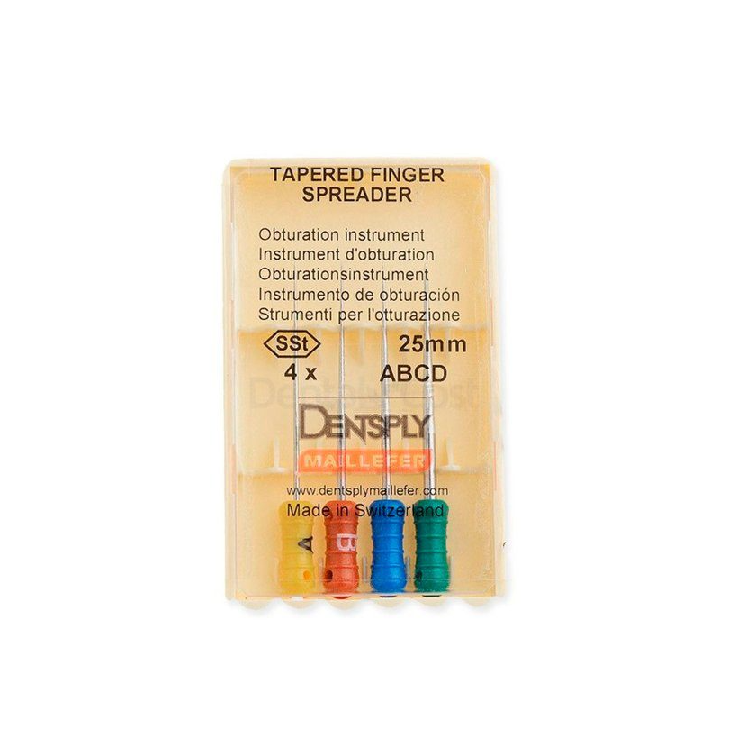 TAPERED FINGER
SPREADER
Obturation instrument
Instrument d'obturation
Obturationsinstrument
Instrumento de obturación
Strumenti per l'otturazione
SSt 25mm
4 x ABCD
DENTSPLY
MAILLEFER
www.dentsplymaillefer.com
Made in Switzerland
A B